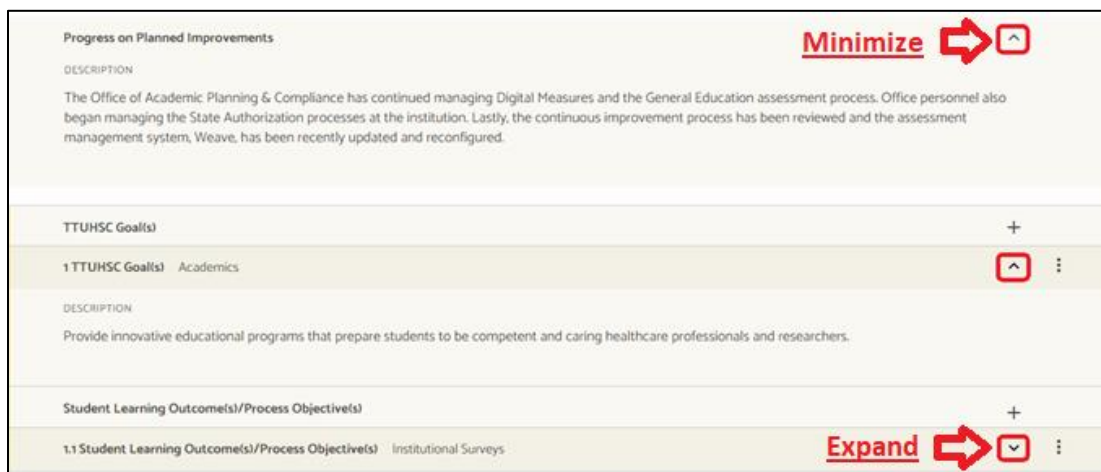 Progress on Planned Improvements
Minimize
DESCRIPTION
The Office of Academic Planning & Compliance has continued managing Digital Measures and the General Education assessment process. Office personnel also
began managing the State Authorization processes at the institution. Lastly, the continuous improvement process has been reviewed and the assessment
management system, Weave, has been recently updated and reconfigured.
TTUHSC Goal(s)
1 TTUHSC Goal(s) Academics
DESCRIPTION
Provide innovative educational programs that prepare students to be competent and caring healthcare professionals and researchers.
Student Learning Outcome(s)/Process Objective(s)
1.1 Student Learning Outcome(s)/Process Objective(s) Institutional Surveys
Expand